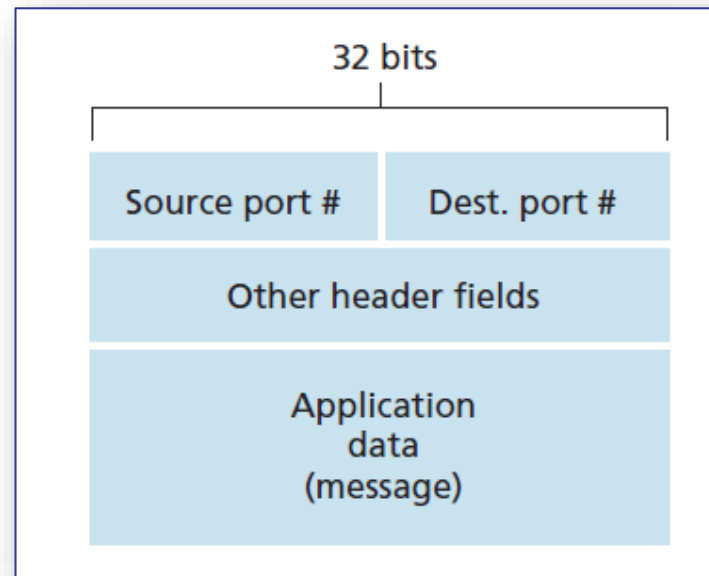 32 bits
Source port #
Dest. port #
Other header fields
Application
data
(message)